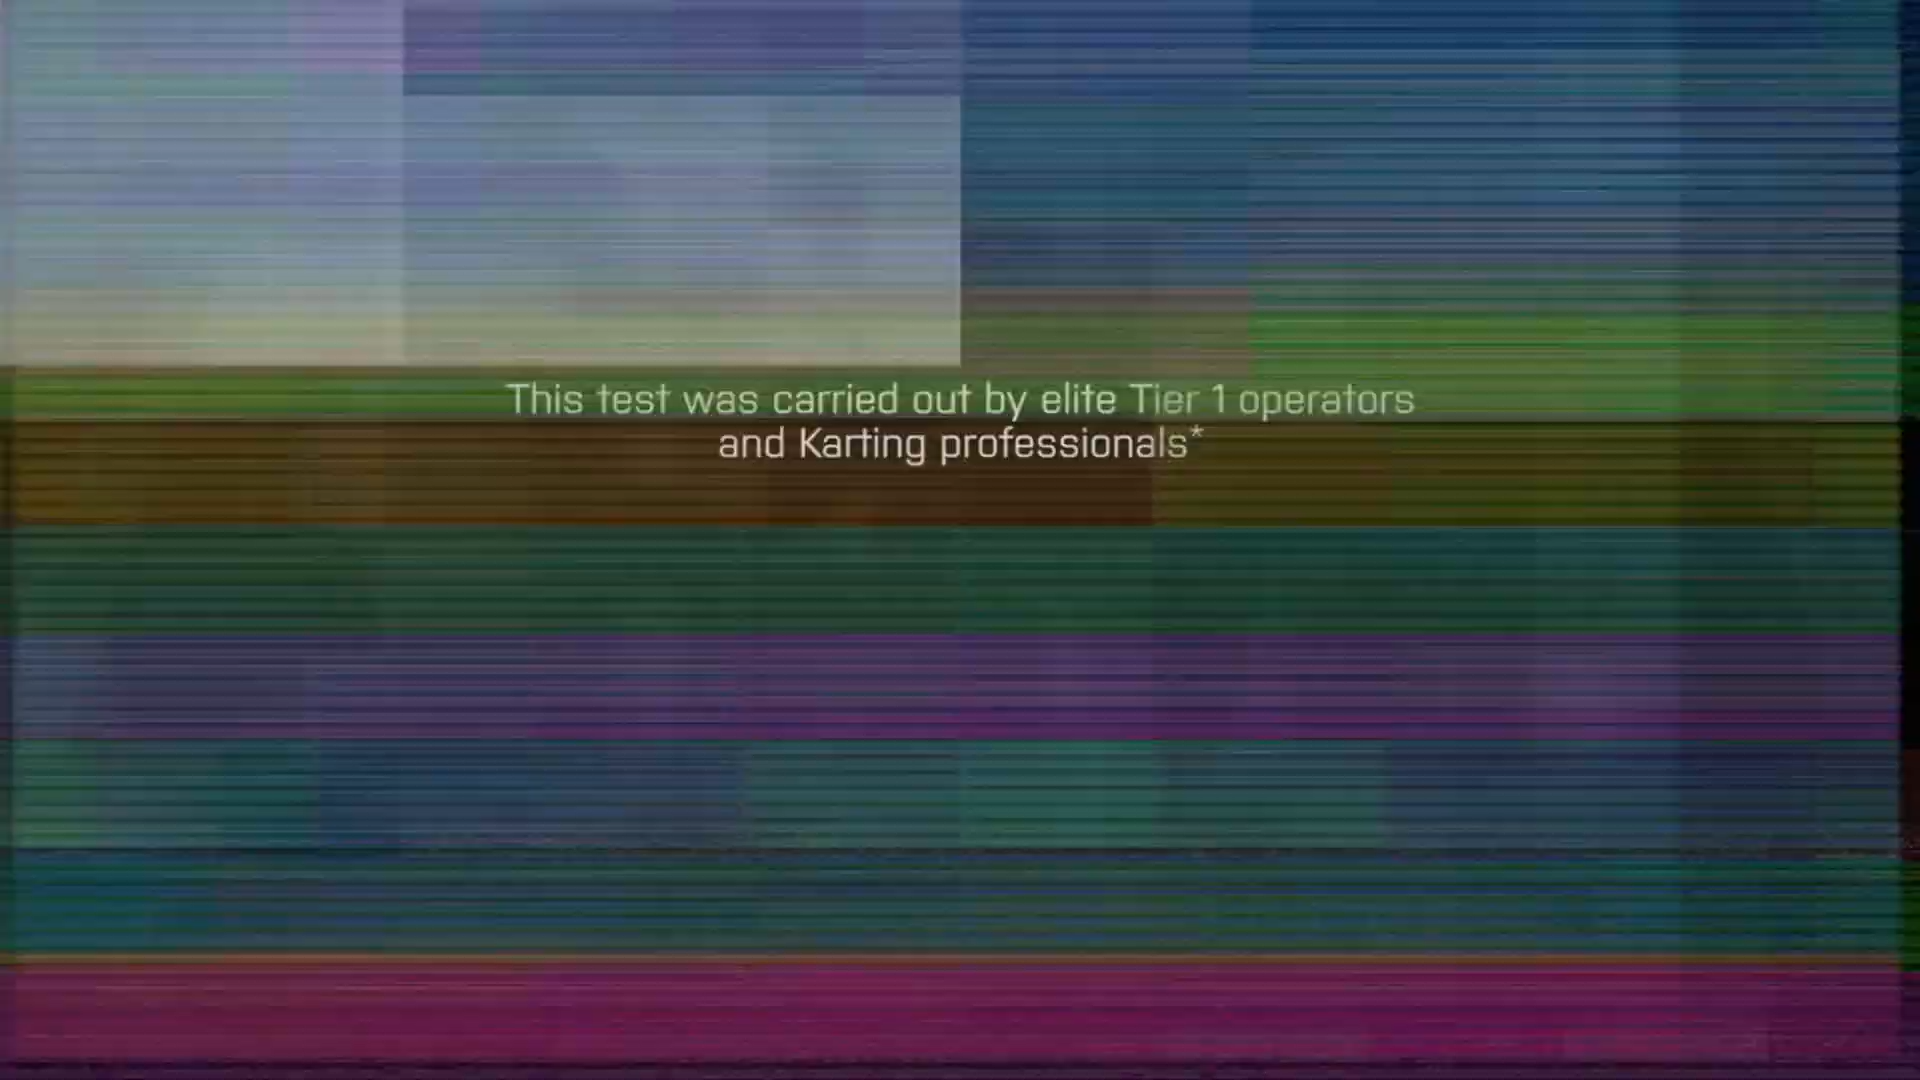 This test was carried out by elite Tier 1 operators
and Karting professionals*